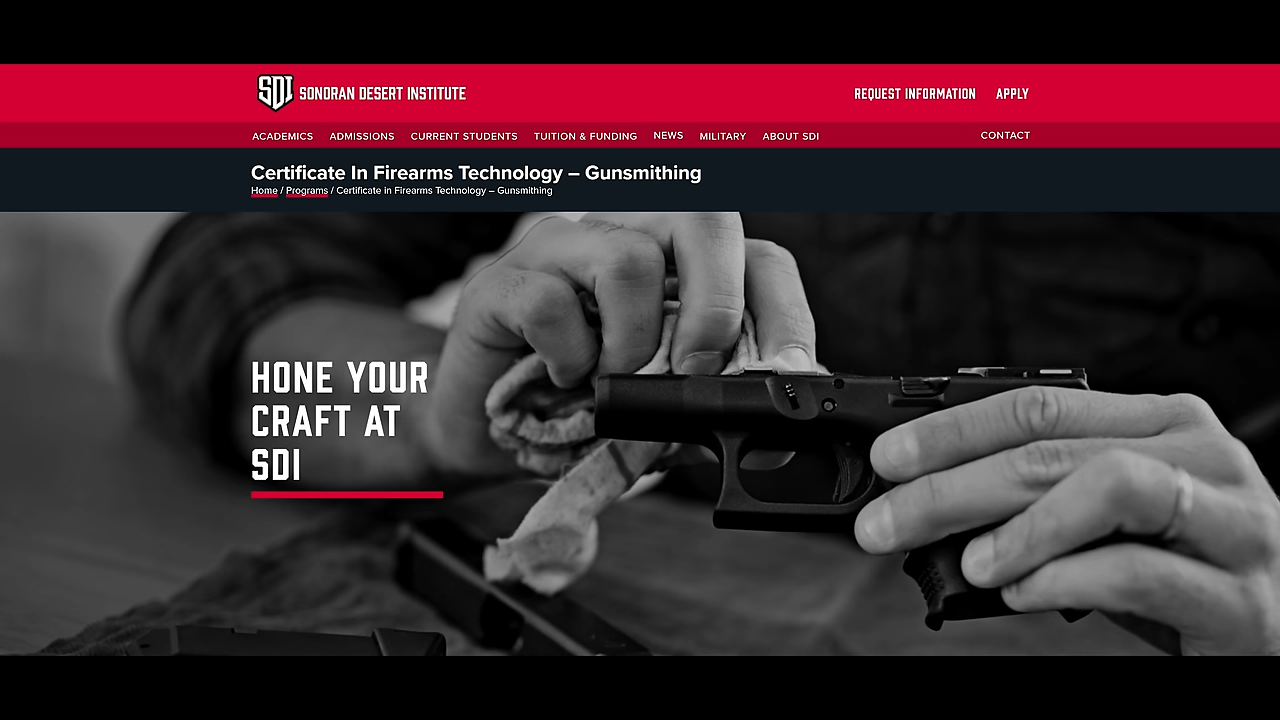 SDI SONORAN DESERT INSTITUTE
REQUEST INFORMATION APPLY
ACADEMICS ADMISSIONS CURRENT STUDENTS TUITION & FUNDING NEWS MILITARY ABOUT SDI CONTACT
Certificate In Firearms Technology – Gunsmithing
Home / Programs / Certificate in Firearms Technology – Gunsmithing
HONE YOUR
CRAFT AT
SDI